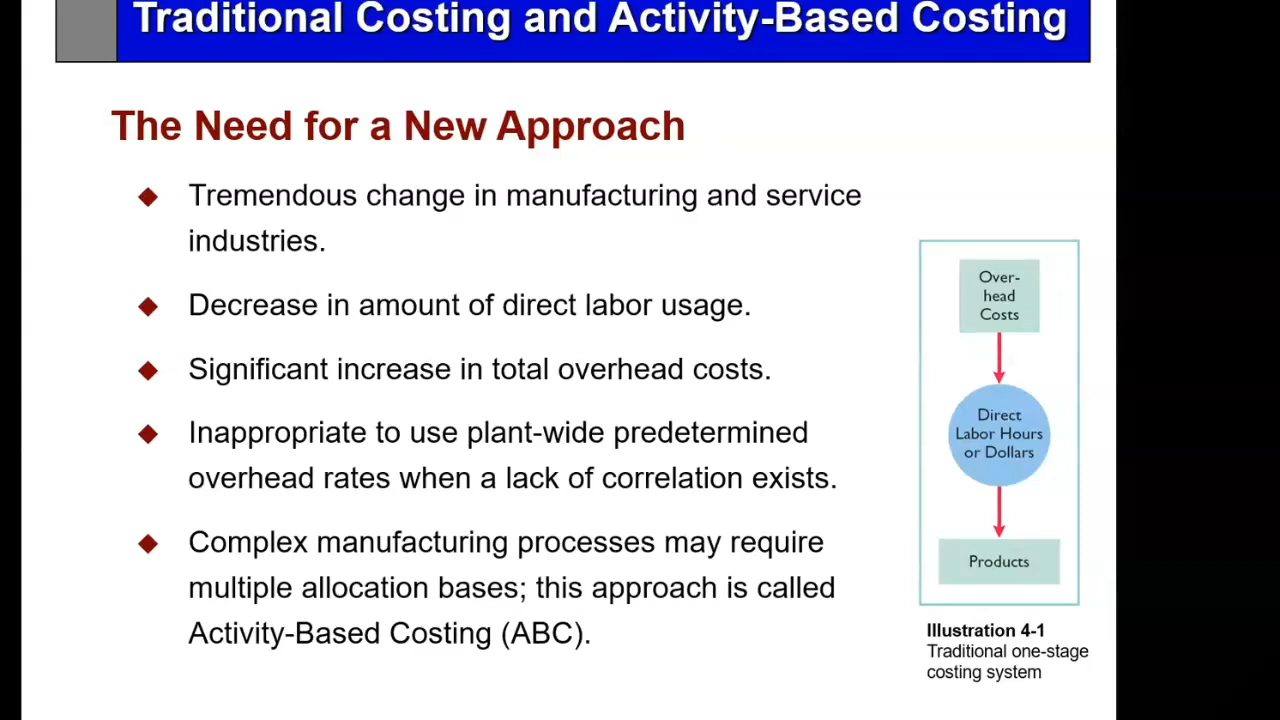 Traditional Costing and Activity-Based Costing
The Need for a New Approach
Tremendous change in manufacturing and service
industries.
Decrease in amount of direct labor usage.
Significant increase in total overhead costs.
Inappropriate to use plant-wide predetermined
overhead rates when a lack of correlation exists.
Complex manufacturing processes may require
multiple allocation bases; this approach is called
Activity-Based Costing (ABC).
Over-
head
Costs
Direct
Labor Hours
or Dollars
Products
Illustration 4-1
Traditional one-stage
costing system